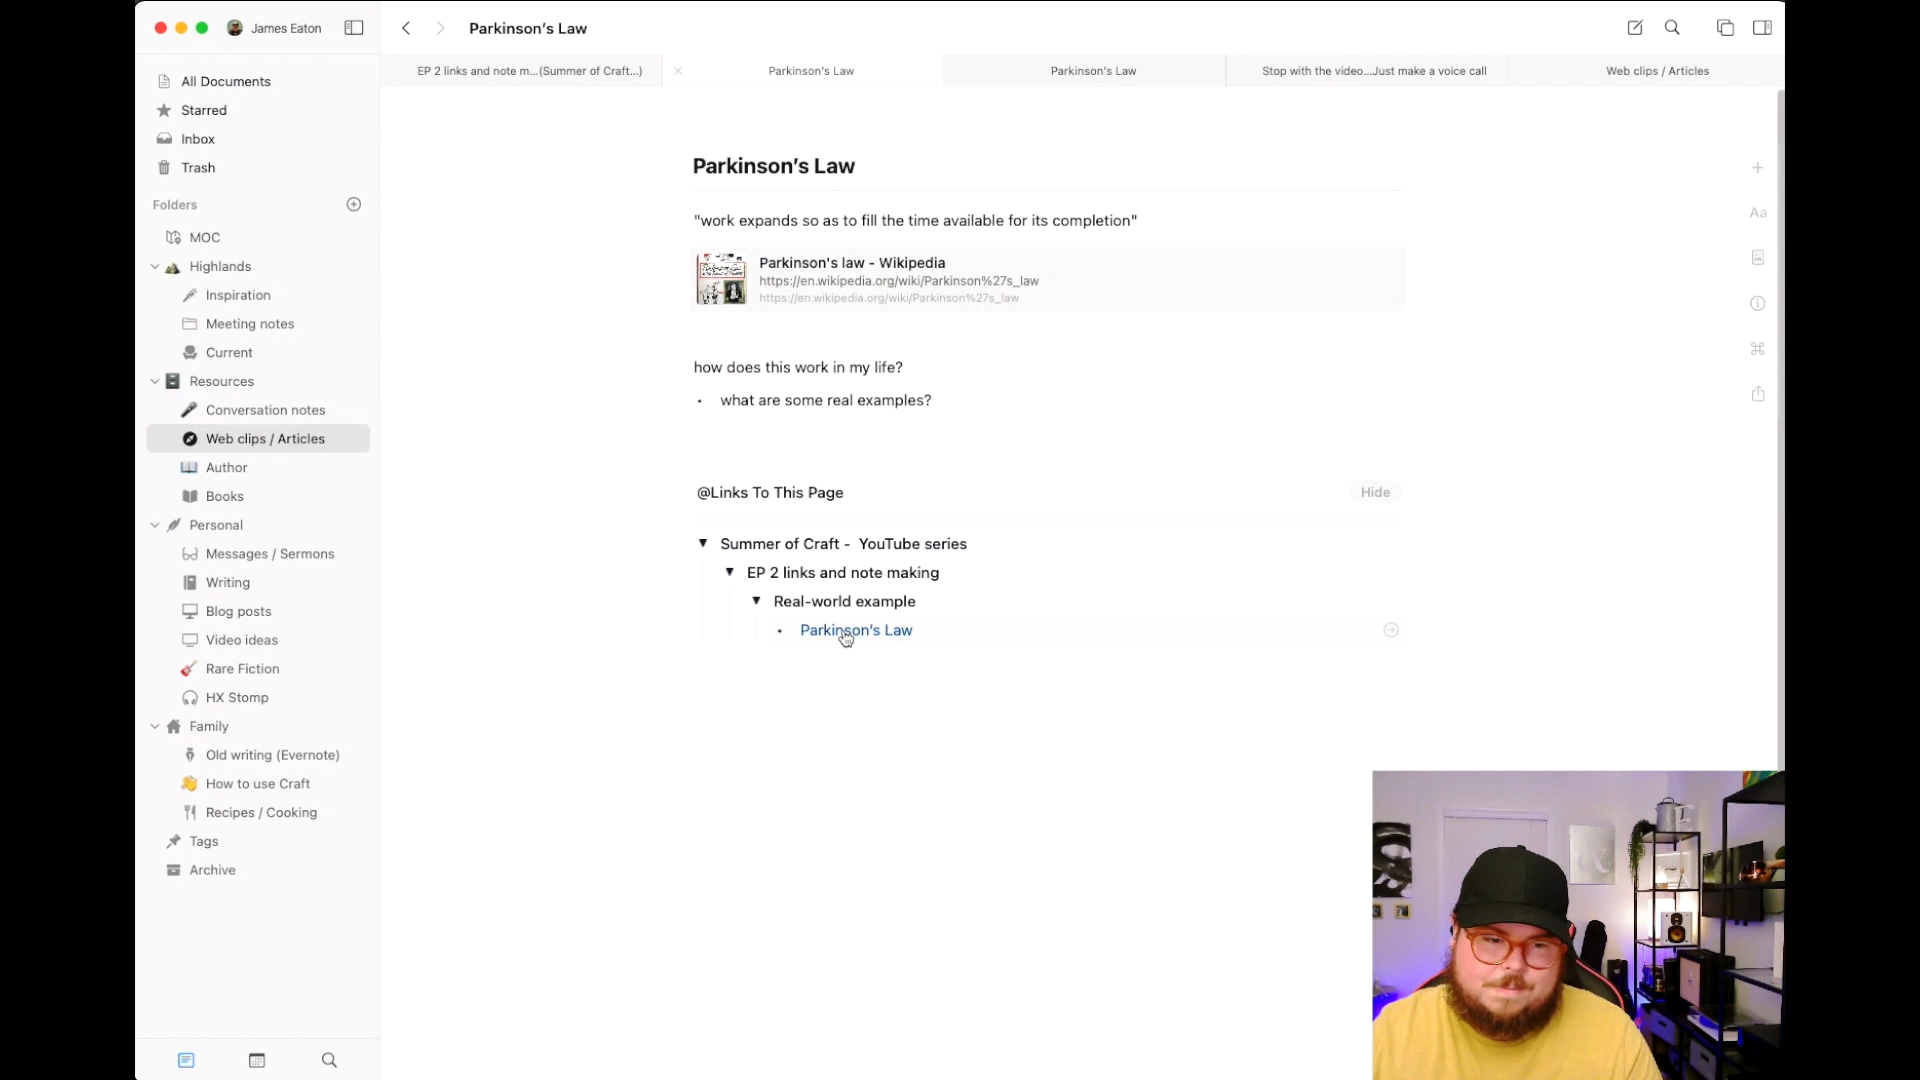 James Eaton
Parkinson's Law
EP 2 links and note m...(Summer of Craft...)
Parkinson's Law
Parkinson's Law
Stop with the video...Just make a voice call
Web clips / Articles
All Documents
Starred
Inbox
Trash
Folders
MOC
Highlands
Inspiration
Meeting notes
Current
Resources
Conversation notes
Web clips / Articles
Author
Books
Personal
Messages / Sermons
Writing
Blog posts
Video ideas
Rare Fiction
HX Stomp
Family
Old writing (Evernote)
How to use Craft
Recipes / Cooking
Tags
Archive
Parkinson's Law
"work expands so as to fill the time available for its completion"
Parkinson's law - Wikipedia
https://en.wikipedia.org/wiki/Parkinson%27s_law
https://en.wikipedia.org/wiki/Parkinson%27s_law
how does this work in my life?
• what are some real examples?
@Links To This Page
Hide
Summer of Craft - YouTube series
EP 2 links and note making
Real-world example
• Parkinson's Law
Aa